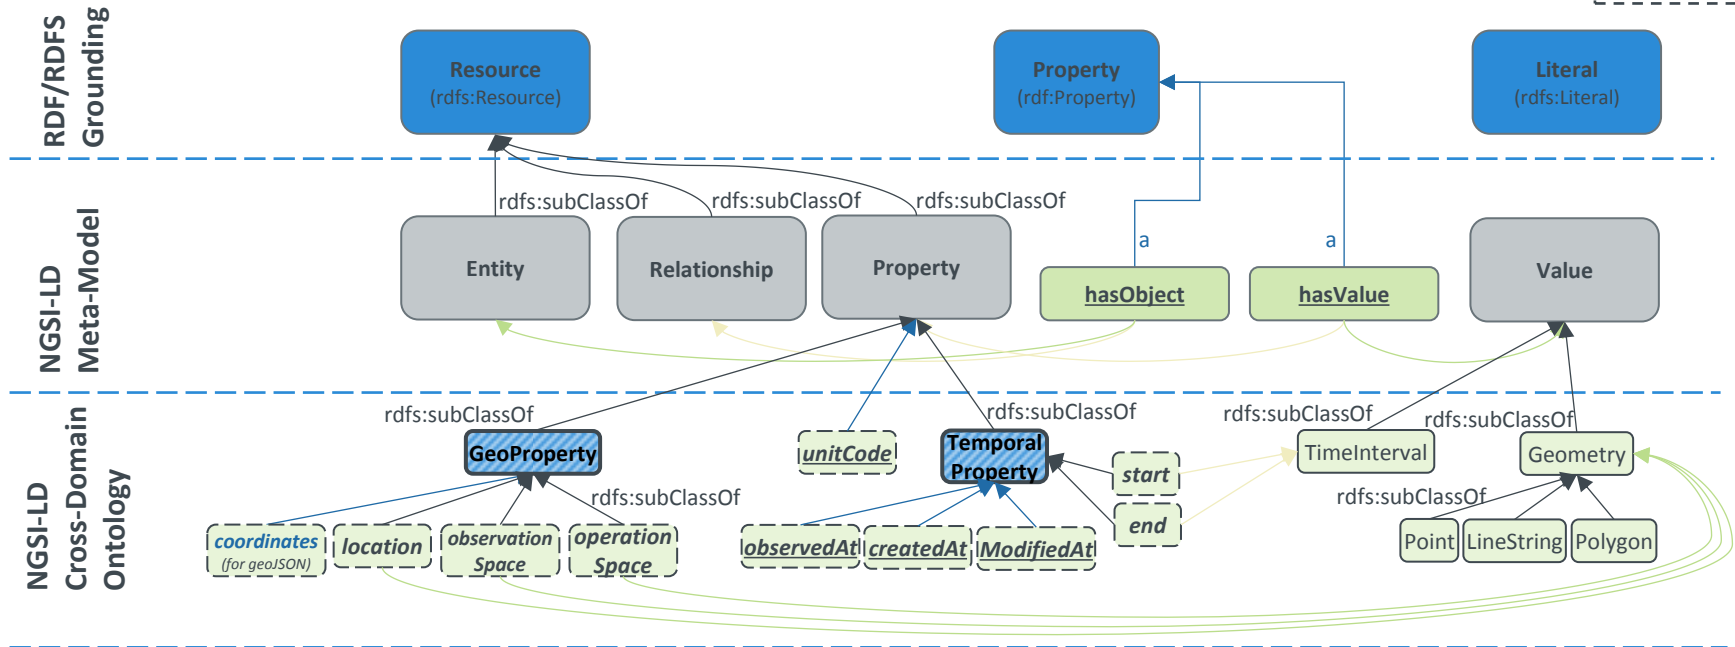 RDF/RDFS
Grounding
Resource
(rdfs:Resource)
Property
(rdf:Property)
Literal
(rdfs:Literal)
NGSI-LD
Meta-Model
rdfs:subClassOf
rdfs:subClassOf
rdfs:subClassOf
a
a
Entity
Relationship
Property
hasObject
hasValue
Value
NGSI-LD
Cross-Domain
Ontology
rdfs:subClassOf
rdfs:subClassOf
rdfs:subClassOf
rdfs:subClassOf
GeoProperty
unitCode
Temporal
Property
start
end
TimeInterval
Geometry
rdfs:subClassOf
rdfs:subClassOf
coordinates
(for geoJSON)
location
observation
Space
operation
Space
observedAt
createdAt
ModifiedAt
Point
LineString
Polygon